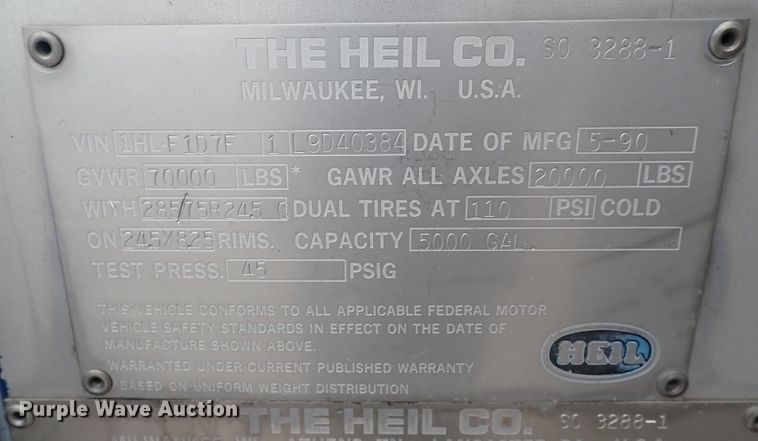 THE HEIL CO. SO 3288-1
MILWAUKEE, WI. U.S.A.
VIN 1HL-F1D7F 1 L9D40384 DATE OF MFG 5-90
GVWR 70000 LBS * GAWR ALL AXLES 20000 LBS
WITH 285/75R245 G DUAL TIRES AT 110 PSI COLD
ON 245X825 RIMS. CAPACITY 5000 GAL.
TEST PRESS. 45 PSIG
THIS VEHICLE CONFORMS TO ALL APPLICABLE FEDERAL MOTOR
VEHICLE SAFETY STANDARDS IN EFFECT ON THE DATE OF
MANUFACTURE SHOWN ABOVE.
HEIL
WARRANTED UNDER CURRENT PUBLISHED WARRANTY
BASED ON UNIFORM WEIGHT DISTRIBUTION
Purple Wave Auction
THE HEIL CO. SO 3288-1